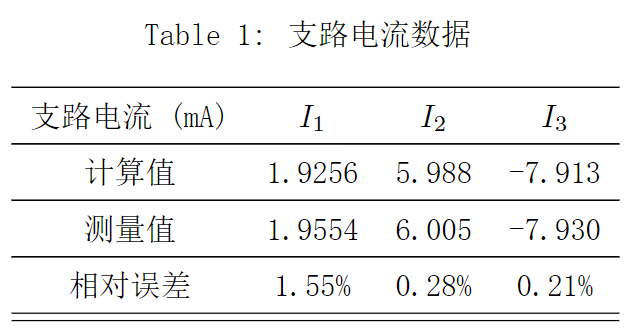 Table 1: 支路电流数据
支路电流 (mA) I1 I2 I3
计算值 1.9256 5.988 -7.913
测量值 1.9554 6.005 -7.930
相对误差 1.55% 0.28% 0.21%